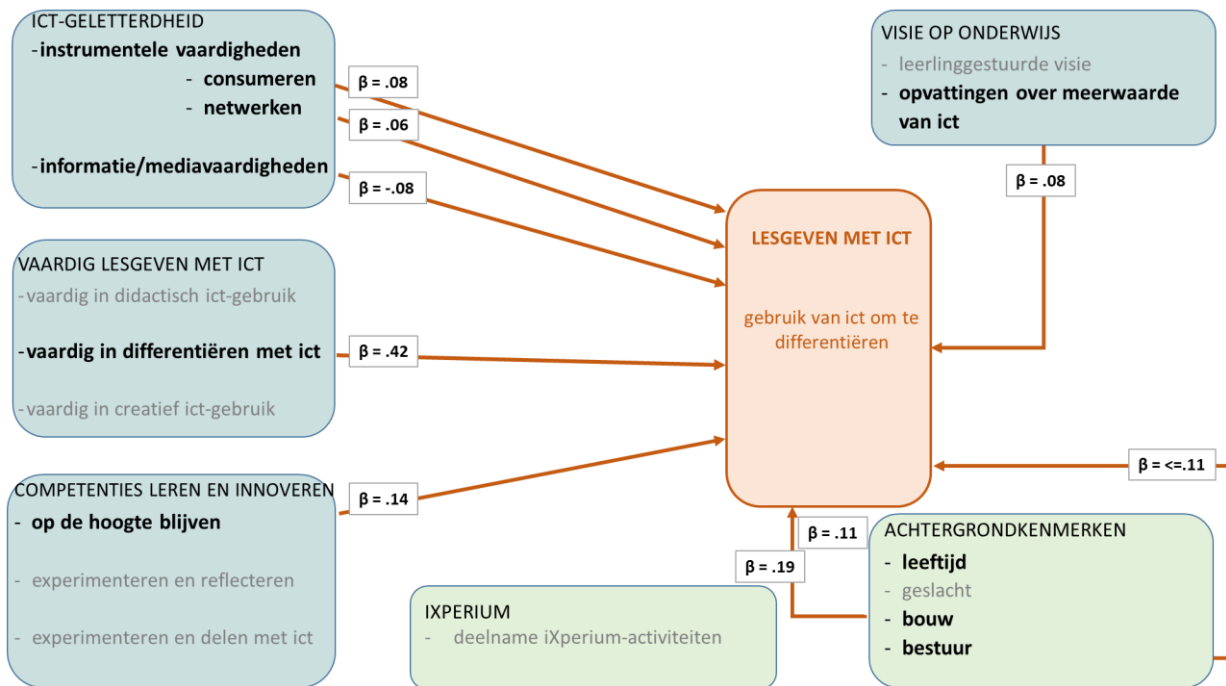 ICT-GELETTERDHEID
-instrumentele vaardigheden
- consumeren
- netwerken
-informatie/mediavaardigheden
β = .08
β = .06
β = -.08
VISIE OP ONDERWIJS
- leerlinggestuurde visie
- opvattingen over meerwaarde
van ict
β = .08
LESGEVEN MET ICT
gebruik van ict om te
differentiëren
VAARDIG LESGEVEN MET ICT
-vaardig in didactisch ict-gebruik
-vaardig in differentiëren met ict
-vaardig in creatief ict-gebruik
β = .42
COMPETENTIES LEREN EN INNOVEREN
- op de hoogte blijven
- experimenteren en reflecteren
- experimenteren en delen met ict
β = .14
β = <=.11
β = .11
β = .19
IXPERIUM
- deelname iXperium-activiteiten
ACHTERGRONDKENMERKEN
- leeftijd
- geslacht
- bouw
- bestuur